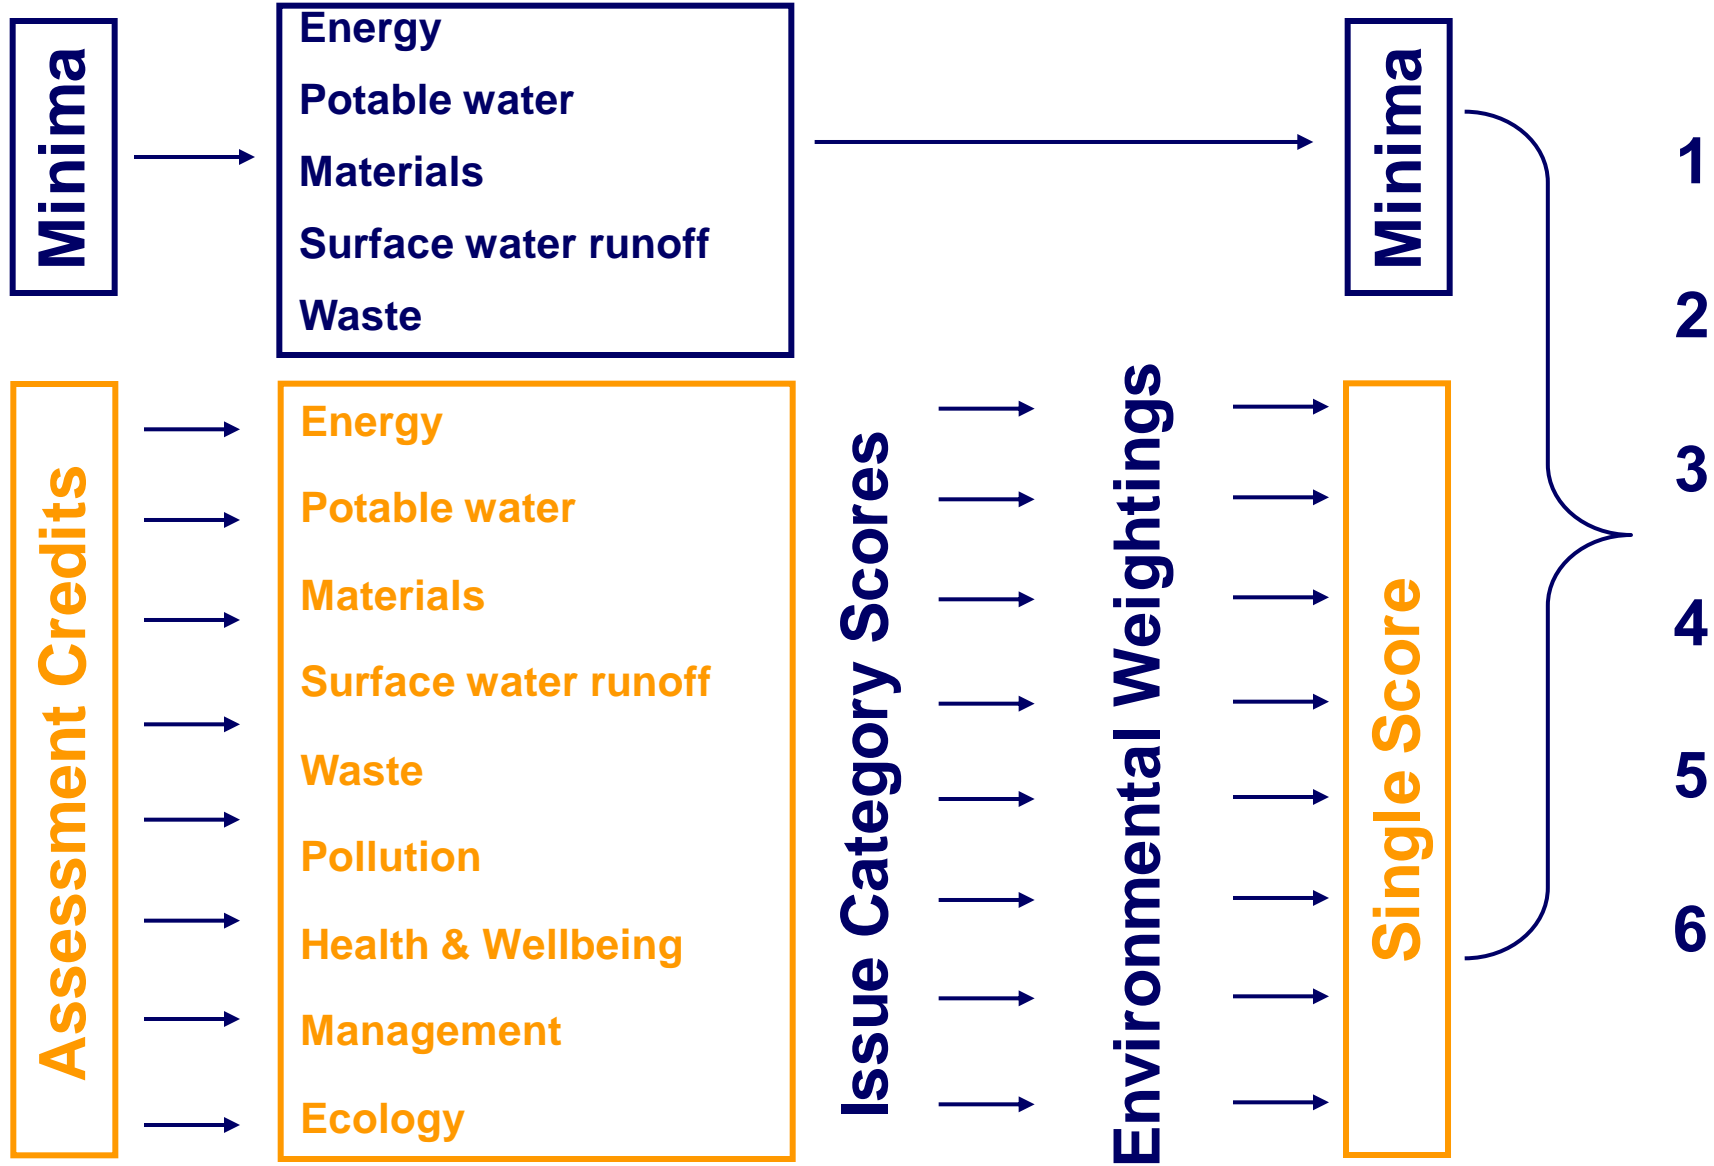 Minima
Energy
Potable water
Materials
Surface water runoff
Waste
Minima
Assessment Credits
Energy
Potable water
Materials
Surface water runoff
Waste
Pollution
Health & Wellbeing
Management
Ecology
Issue Category Scores
Environmental Weightings
Single Score
1
2
3
4
5
6